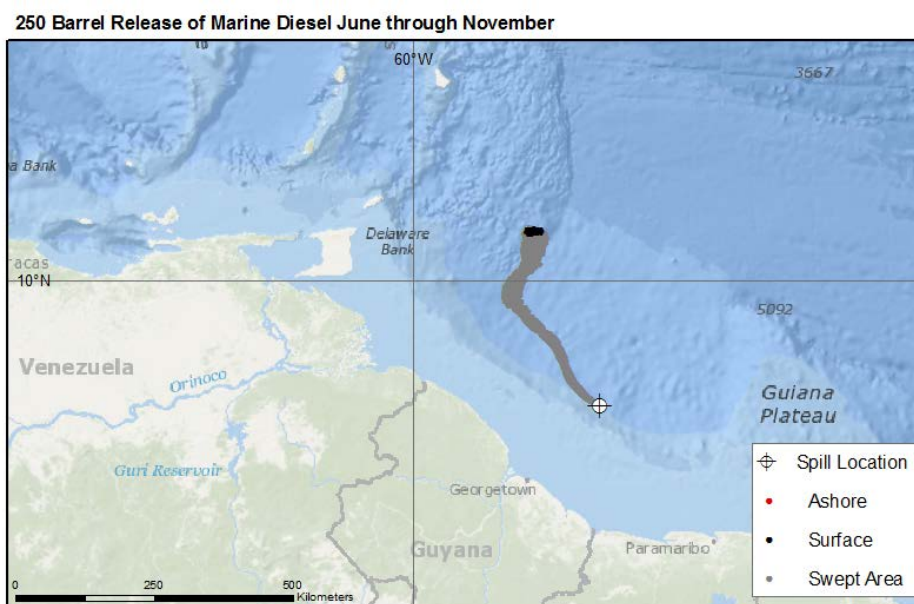 250 Barrel Release of Marine Diesel June through November
60°W
3667
Bank
Delaware
Bank
10°N
5092
Venezuela
Orinoco
Guiana
Plateau
Guri Reservoir
Georgetown
Guyana
Paramaribo
Spill Location
Ashore
Surface
Swept Area
0 250 500
Kilometers